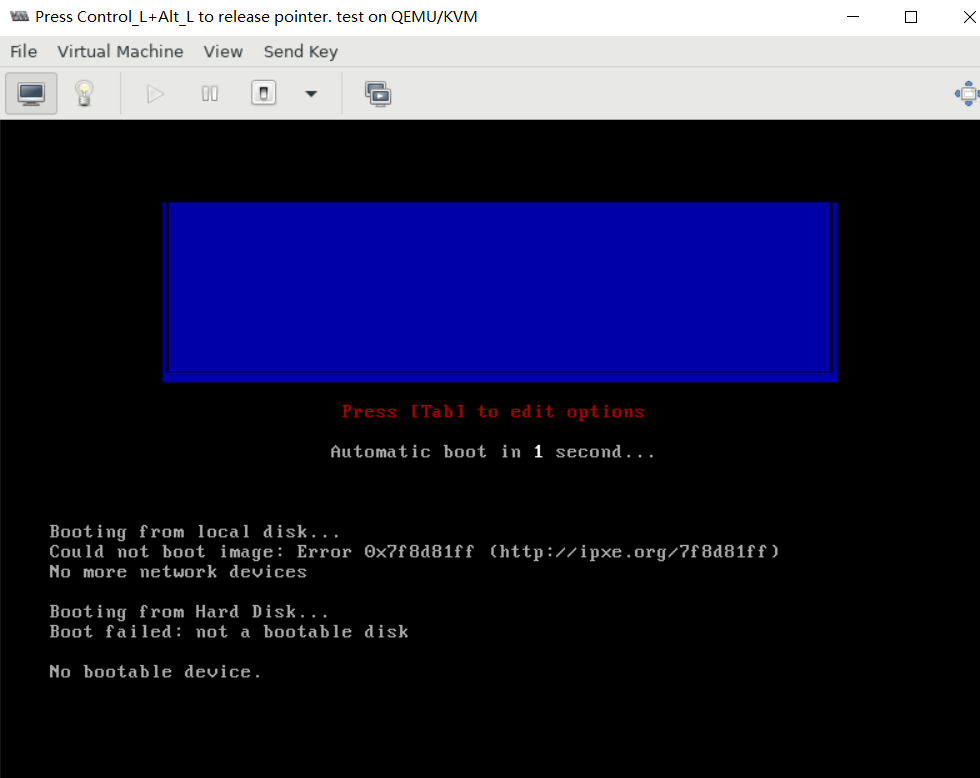 Press Control_L+Alt_L to release pointer. test on QEMU/KVM
File Virtual Machine View Send Key
Press [Tab] to edit options
Automatic boot in 1 second...
Booting from local disk...
Could not boot image: Error 0x7f8d81ff (http://ipxe.org/7f8d81ff)
No more network devices
Booting from Hard Disk...
Boot failed: not a bootable disk
No bootable device.